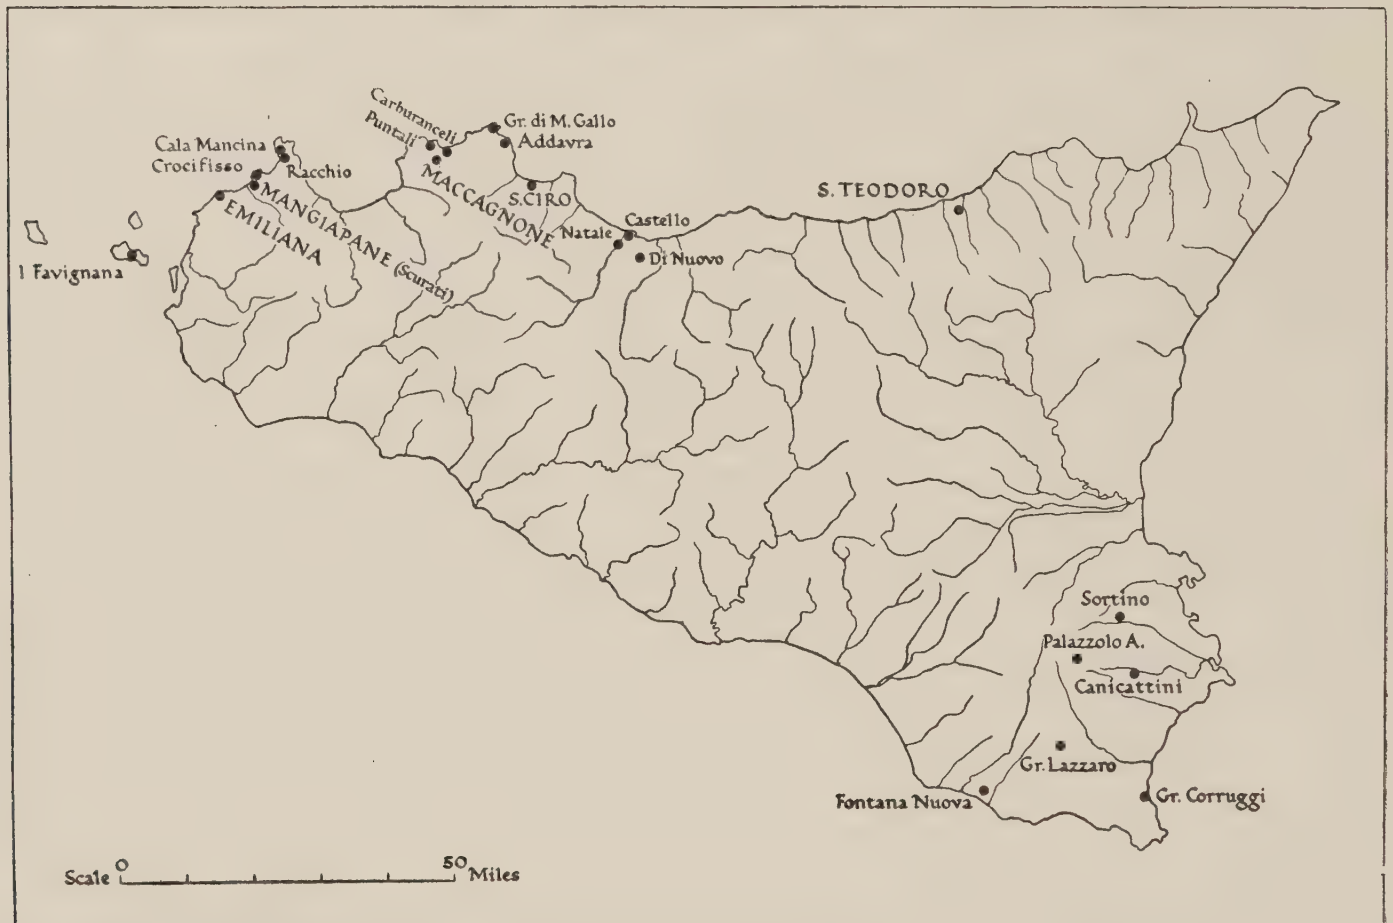 Carburanceli
Puntali
Gr. di M. Gallo
Addavra
Cala Mancina
Crocifisso
Racchio
MACCAGNONE
S. CIRO
S. TEODORO
MANGIAPANE (Scurati)
EMILIANA
Castello
Natale
Di Nuovo
I Favignana
Sortino
Palazzolo A.
Canicattini
Gr. Lazzaro
Fontana Nuova
Gr. Corruggi
Scale 0 50 Miles